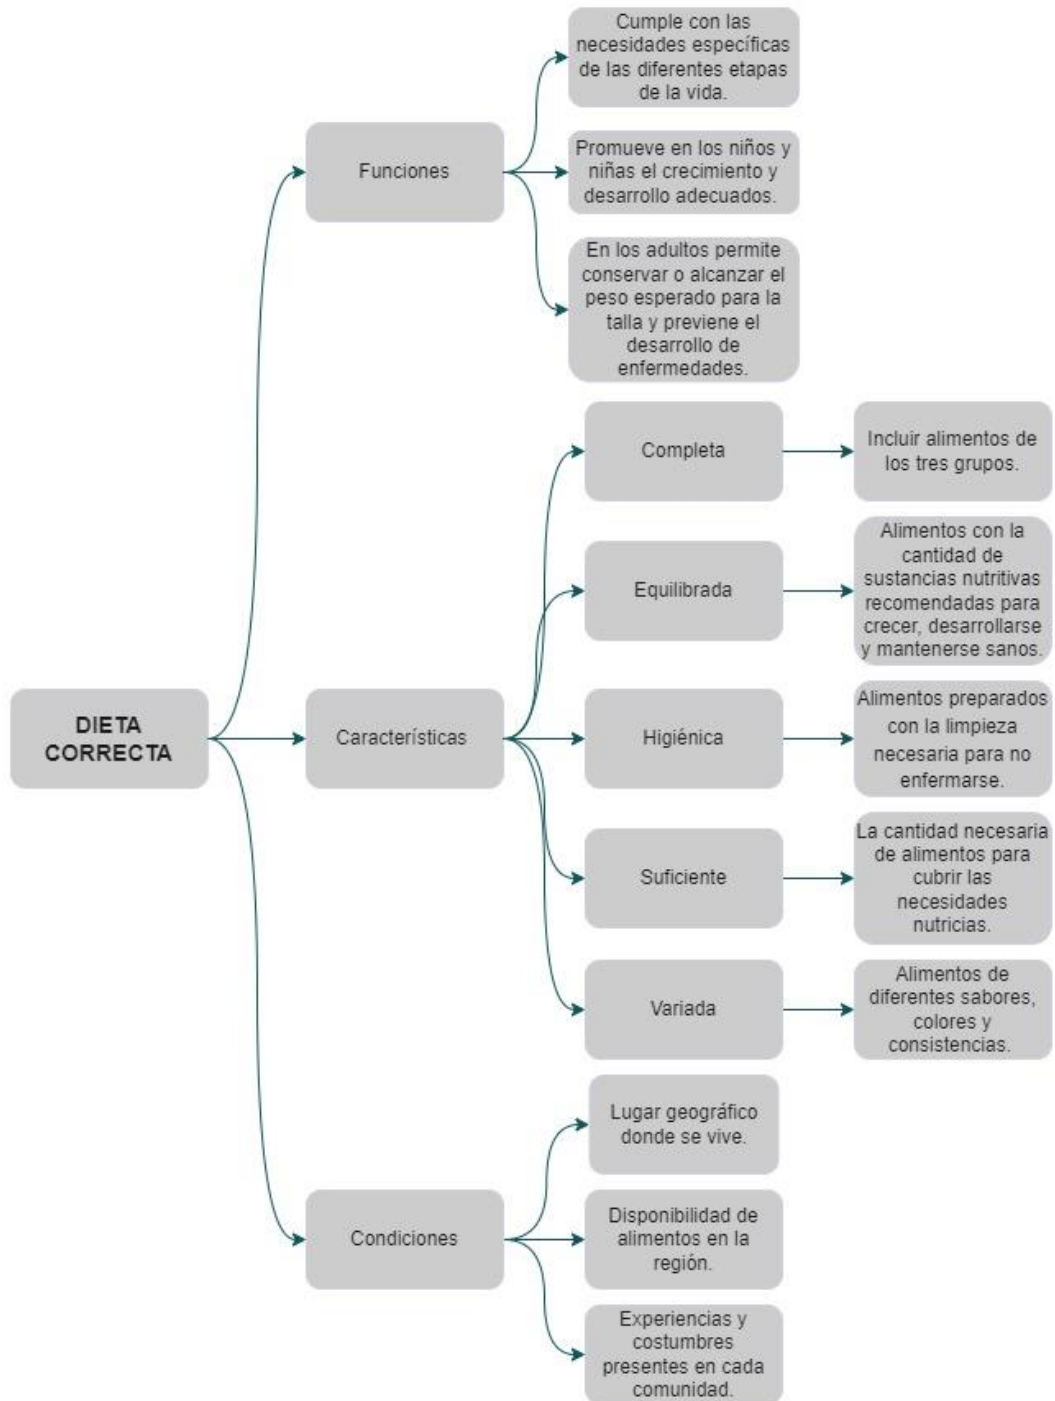 Cumple con las
necesidades específicas
de las diferentes etapas
de la vida.
Funciones
Promueve en los niños y
niñas el crecimiento y
desarrollo adecuados.
En los adultos permite
conservar o alcanzar el
peso esperado para la
talla y previene el
desarrollo de
enfermedades.
Completa
Incluir alimentos de
los tres grupos.
Equilibrada
Alimentos con la
cantidad de
sustancias nutritivas
recomendadas para
crecer, desarrollarse
y mantenerse sanos.
DIETA
CORRECTA
Características
Higiénica
Alimentos preparados
con la limpieza
necesaria para no
enfermarse.
Suficiente
La cantidad necesaria
de alimentos para
cubrir las
necesidades
nutricias.
Variada
Alimentos de
diferentes sabores,
colores y
consistencias.
Lugar geográfico
donde se vive.
Condiciones
Disponibilidad de
alimentos en la
región.
Experiencias y
costumbres
presentes en cada
comunidad.